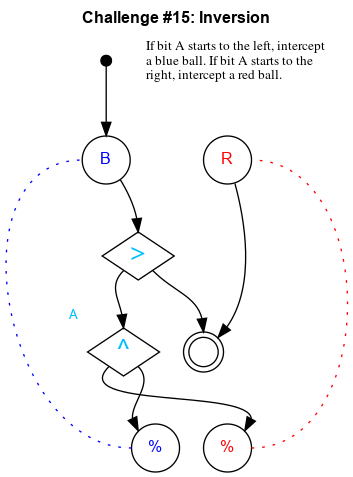 Challenge #15: Inversion
If bit A starts to the left, intercept
a blue ball. If bit A starts to the
right, intercept a red ball.
B
R
>
A
^
%
%